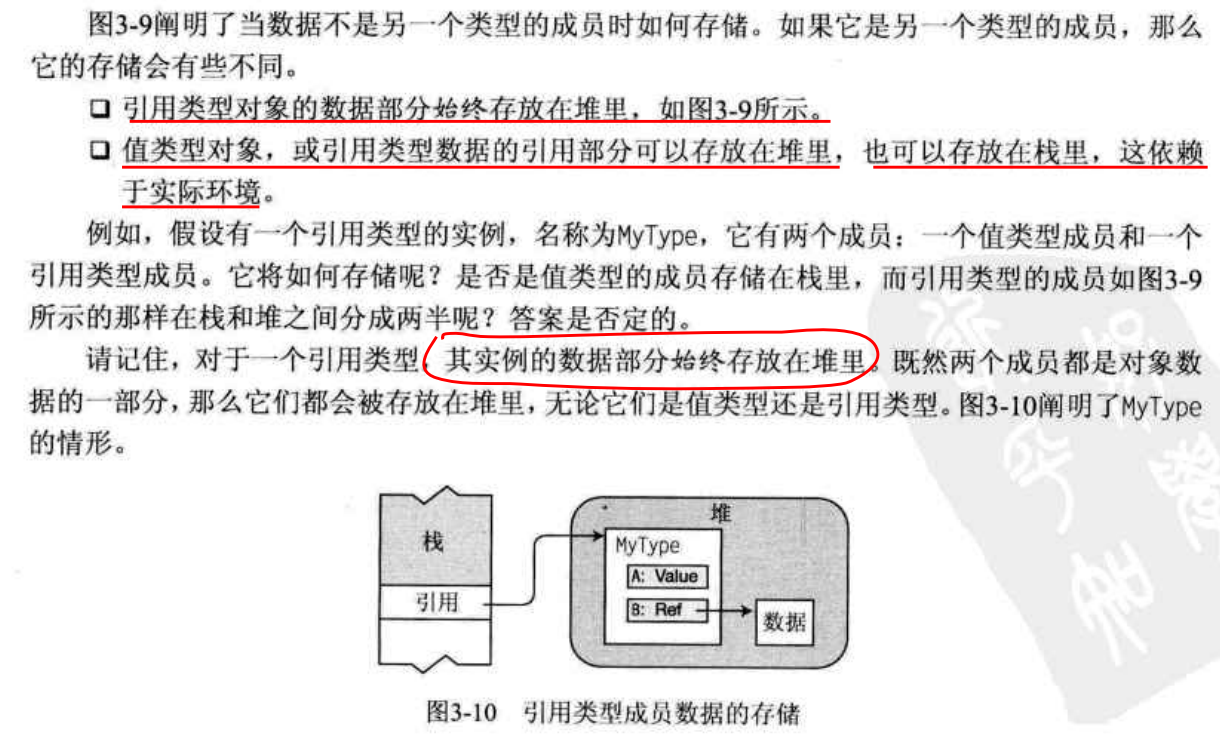 图3-9阐明了当数据不是另一个类型的成员时如何存储。如果它是另一个类型的成员，那么
它的存储会有些不同。
❑ 引用类型对象的数据部分始终存放在堆里，如图3-9所示。
❑ 值类型对象，或引用类型数据的引用部分可以存放在堆里，也可以存放在栈里，这依赖
于实际环境。
例如，假设有一个引用类型的实例，名称为MyType，它有两个成员：一个值类型成员和一个
引用类型成员。它将如何存储呢？是否是值类型的成员存储在栈里，而引用类型的成员如图3-9
所示的那样在栈和堆之间分成两半呢？答案是否定的。
请记住，对于一个引用类型，其实例的数据部分始终存放在堆里。既然两个成员都是对象数
据的一部分，那么它们都会被存放在堆里，无论它们是值类型还是引用类型。图3-10阐明了MyType
的情形。
堆
栈
MyType
A: Value
引用
B: Ref
数据
图3-10 引用类型成员数据的存储